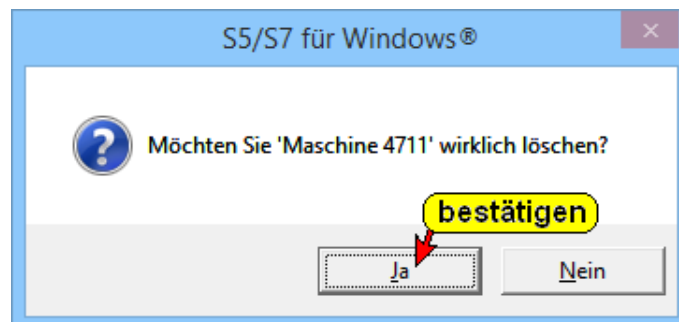 S5/S7 für Windows®
Möchten Sie 'Maschine 4711' wirklich löschen?
bestätigen
Ja
Nein